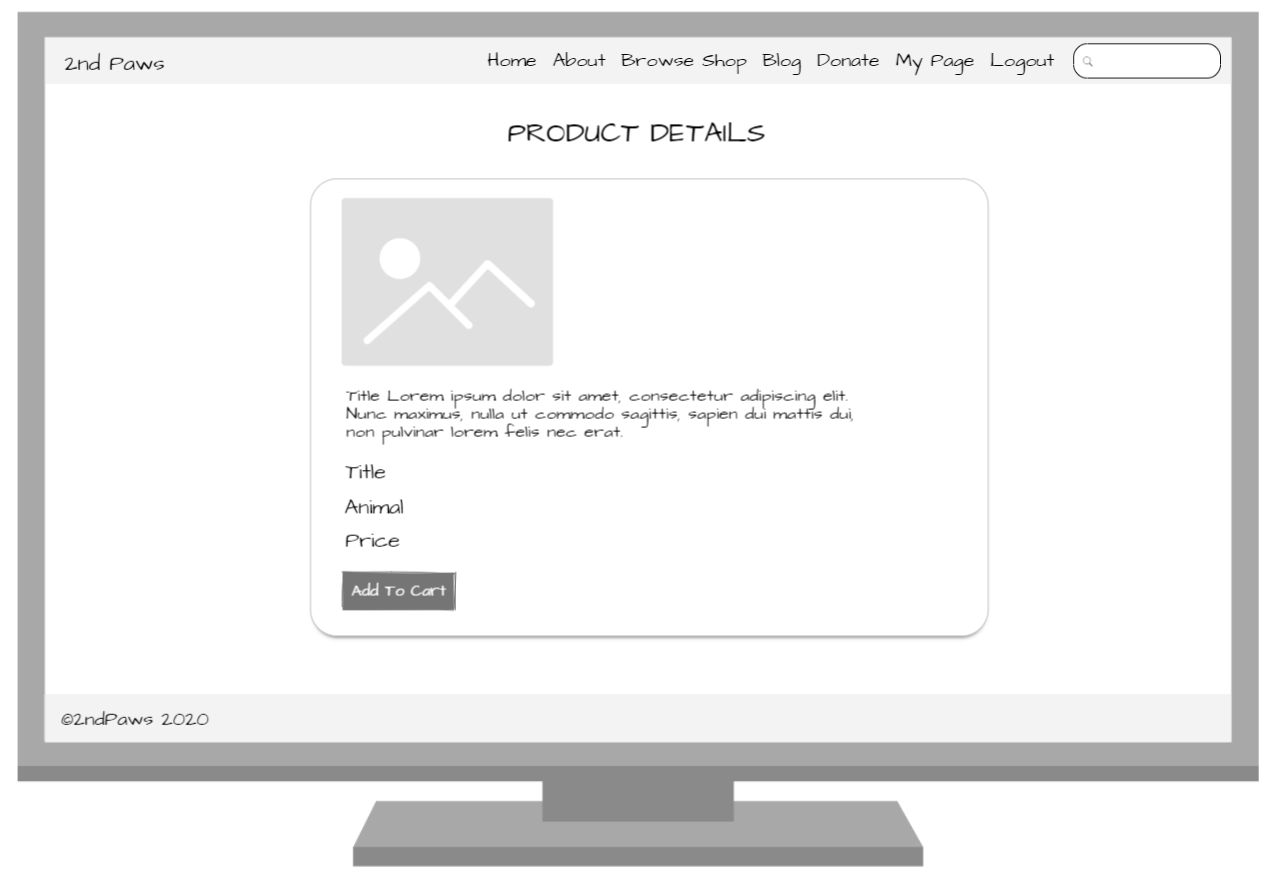 2nd Paws
Home About Browse Shop Blog Donate My Page Logout
PRODUCT DETAILS
Title Lorem ipsum dolor sit amet, consectetur adipiscing elit.
Nunc maximus, nulla ut commodo sagittis, sapien dui mattis dui,
non pulvinar lorem felis nec erat.
Title
Animal
Price
Add To Cart
©2ndPaws 2020